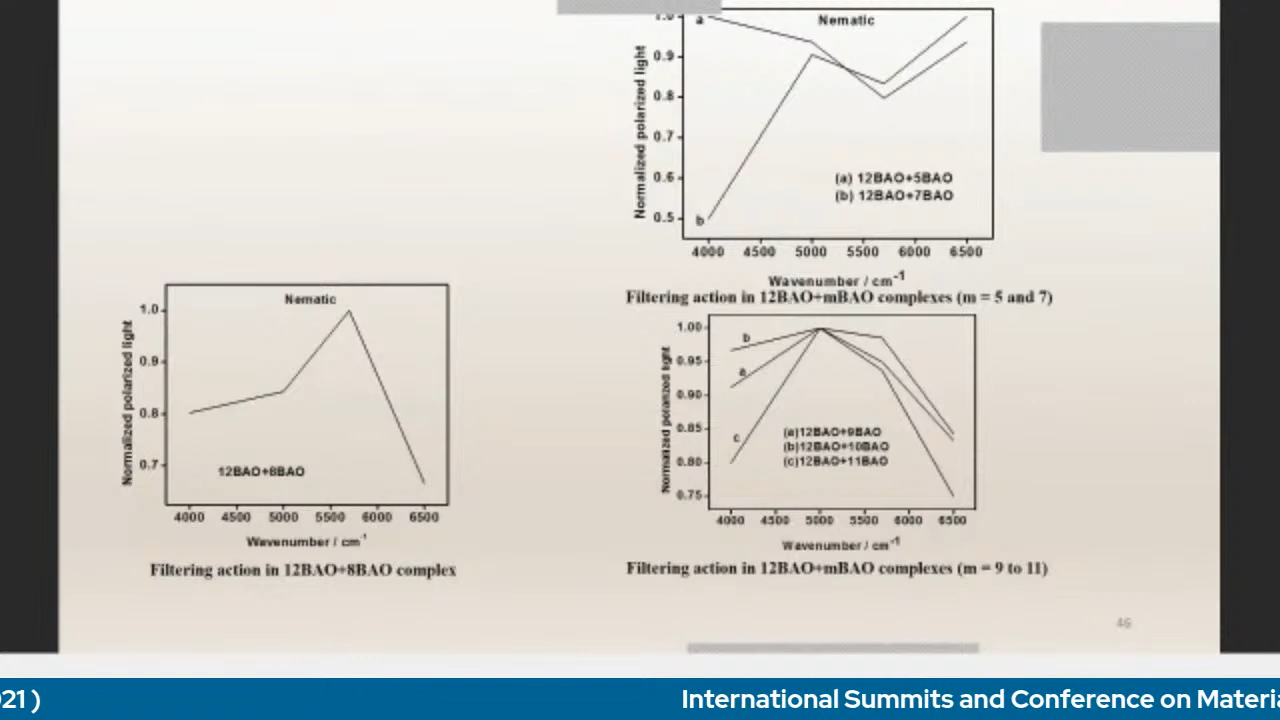 1.0
a
Nematic
0.9
0.8
0.7
0.6
0.5
b
Normalized polarized light
(a) 12BAO+5BAO
(b) 12BAO+7BAO
4000 4500 5000 5500 6000 6500
Wavenumber / cm-1
Filtering action in 12BAO+mBAO complexes (m = 5 and 7)
Nematic
1.0
0.9
0.8
0.7
Normalized polarized light
12BAO+8BAO
4000 4500 5000 5500 6000 6500
Wavenumber / cm-1
Filtering action in 12BAO+8BAO complex
1.00
0.95
0.90
0.85
0.80
0.75
Normalized polarized light
b
a
c
(a)12BAO+9BAO
(b)12BAO+10BAO
(c)12BAO+11BAO
4000 4500 5000 5500 6000 6500
Wavenumber / cm-1
Filtering action in 12BAO+mBAO complexes (m = 9 to 11)
46
21 )
International Summits and Conference on Materia